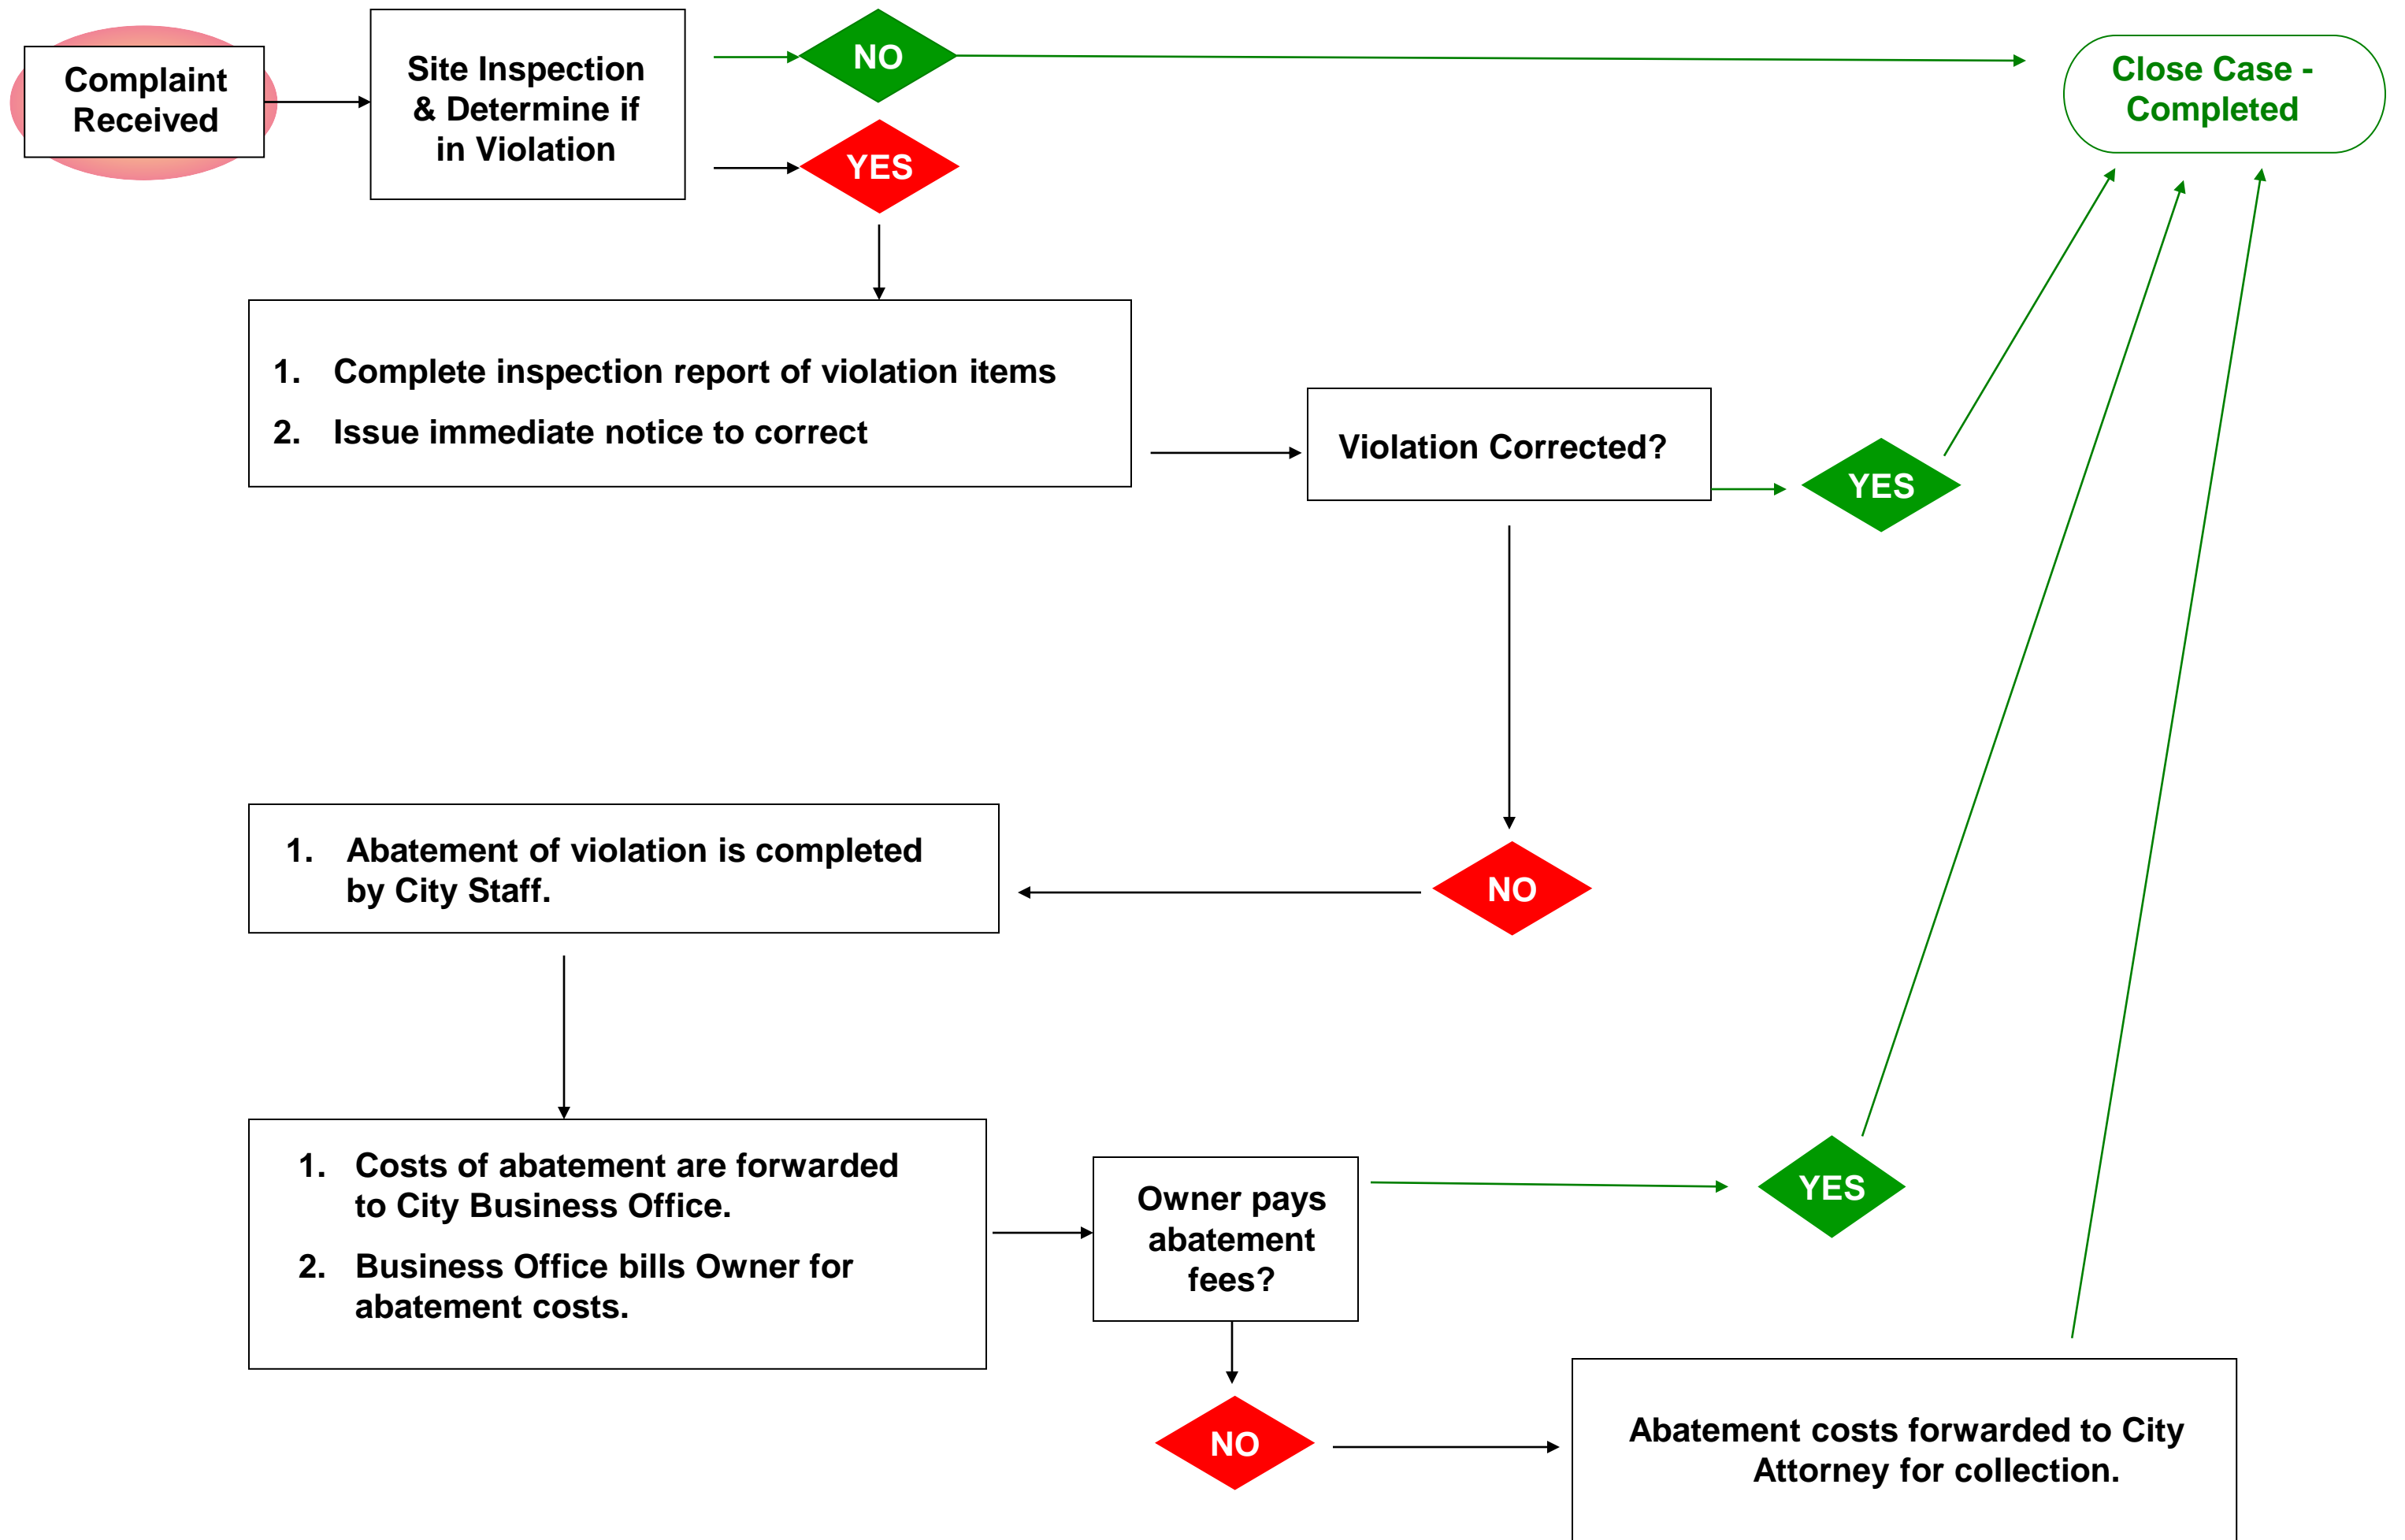 Complaint
Received
Site Inspection
& Determine if
in Violation
NO
YES
Close Case -
Completed
1. Complete inspection report of violation items
2. Issue immediate notice to correct
Violation Corrected?
YES
NO
1. Abatement of violation is completed
by City Staff.
1. Costs of abatement are forwarded
to City Business Office.
2. Business Office bills Owner for
abatement costs.
Owner pays
abatement
fees?
YES
NO
Abatement costs forwarded to City
Attorney for collection.